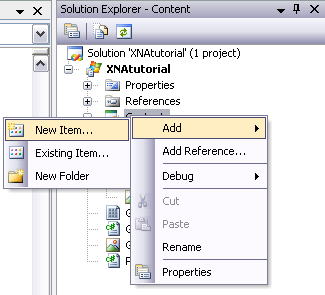 Solution Explorer - Content
Solution 'XNAtutorial' (1 project)
XNAtutorial
Properties
References
New Item...
Existing Item...
New Folder
Add
Add Reference...
Debug
Cut
Paste
Rename
Properties